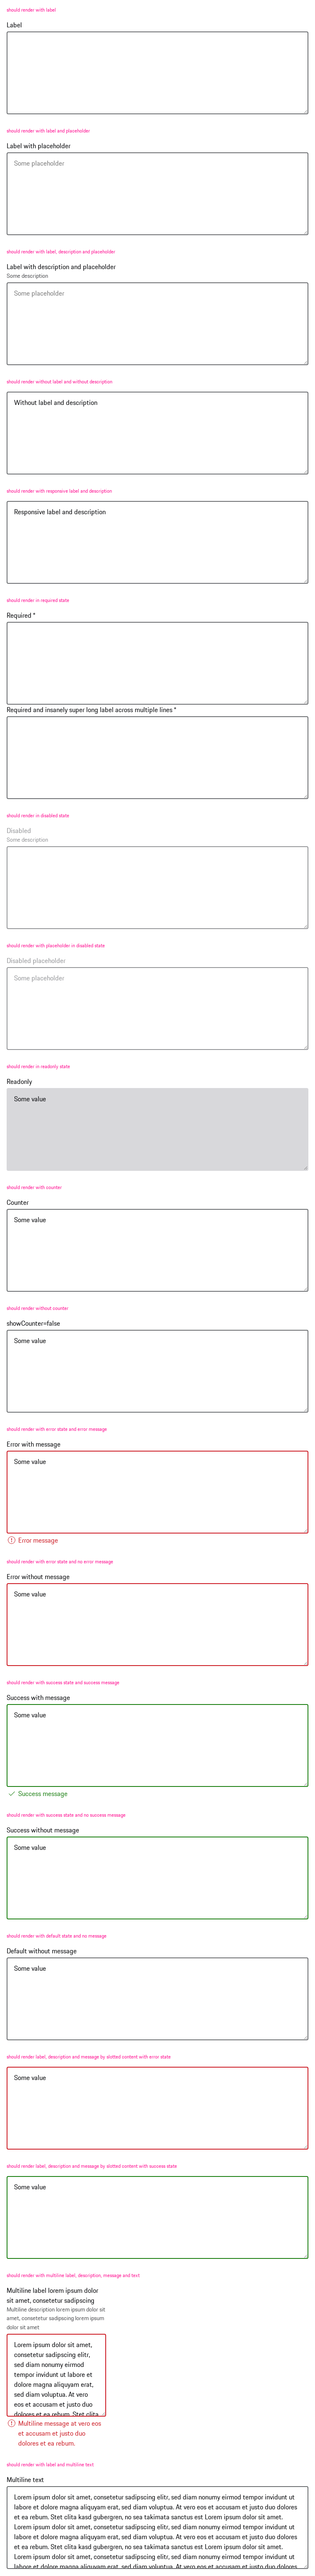 should render with label
Label
should render with label and placeholder
Label with placeholder
Some placeholder
should render with label, description and placeholder
Label with description and placeholder
Some description
Some placeholder
should render without label and without description
Without label and description
should render with responsive label and description
Responsive label and description
should render in required state
Required *
Required and insanely super long label across multiple lines *
should render in disabled state
Disabled
Some description
should render with placeholder in disabled state
Disabled placeholder
Some placeholder
should render in readonly state
Readonly
Some value
should render with counter
Counter
Some value
should render without counter
showCounter=false
Some value
should render with error state and error message
Error with message
Some value
Error message
should render with error state and no error message
Error without message
Some value
should render with success state and success message
Success with message
Some value
Success message
should render with success state and no success message
Success without message
Some value
should render with default state and no message
Default without message
Some value
should render label, description and message by slotted content with error state
Some value
should render label, description and message by slotted content with success state
Some value
should render with multiline label, description, message and text
Multiline label lorem ipsum dolor
sit amet, consetetur sadipscing
Multiline description lorem ipsum dolor sit
amet, consetetur sadipscing lorem ipsum
dolor sit amet
Lorem ipsum dolor sit amet,
consetetur sadipscing elitr,
sed diam nonumy eirmod
tempor invidunt ut labore et
dolore magna aliquyam erat,
sed diam voluptua. At vero
eos et accusam et justo duo
dolores et ea rebum. Stet clita
Multiline message at vero eos
et accusam et justo duo
dolores et ea rebum.
should render with label and multiline text
Multiline text
Lorem ipsum dolor sit amet, consetetur sadipscing elitr, sed diam nonumy eirmod tempor invidunt ut
labore et dolore magna aliquyam erat, sed diam voluptua. At vero eos et accusam et justo duo dolores
et ea rebum. Stet clita kasd gubergren, no sea takimata sanctus est Lorem ipsum dolor sit amet.
Lorem ipsum dolor sit amet, consetetur sadipscing elitr, sed diam nonumy eirmod tempor invidunt ut
labore et dolore magna aliquyam erat, sed diam voluptua. At vero eos et accusam et justo duo dolores
et ea rebum. Stet clita kasd gubergren, no sea takimata sanctus est Lorem ipsum dolor sit amet.
Lorem ipsum dolor sit amet, consetetur sadipscing elitr, sed diam nonumy eirmod tempor invidunt ut
labore et dolore magna aliquyam erat, sed diam voluptua. At vero eos et accusam et justo duo dolores